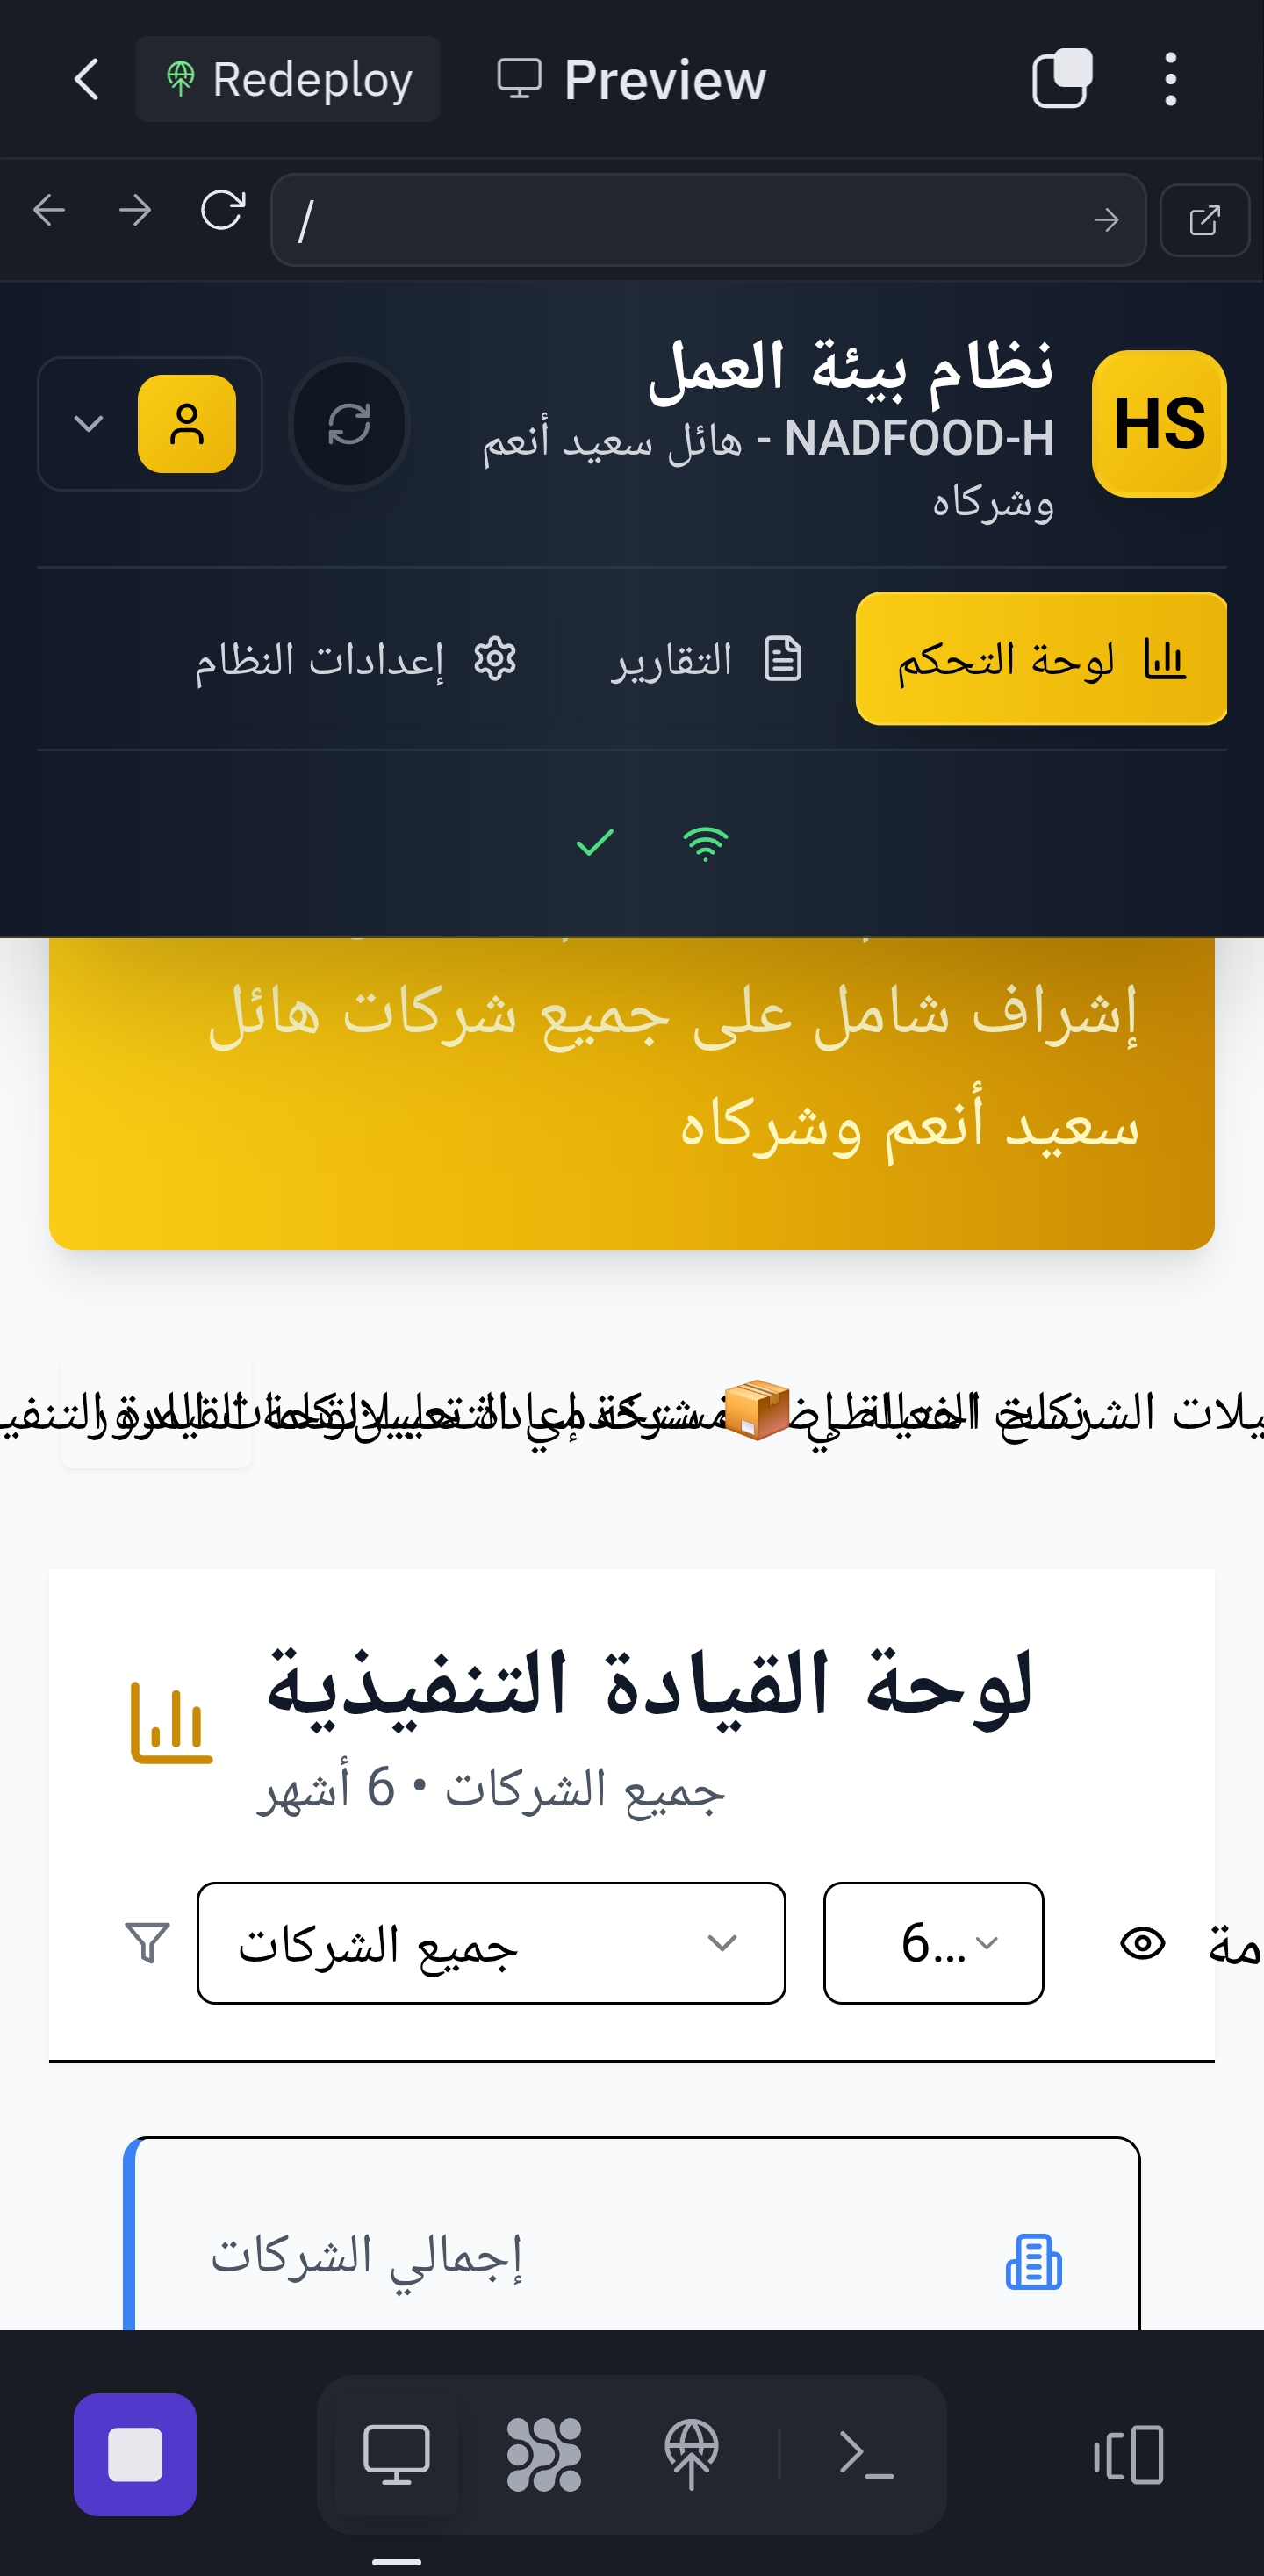 Redeploy
Preview
/
HS
نظام بيئة العمل
NADFOOD-H - هائل سعيد أنعم
وشركاه
لوحة التحكم
التقارير
إعدادات النظام
إشراف شامل على جميع شركات هائل
سعيد أنعم وشركاه
لوحة القيادة التنفيذية
جميع الشركات • 6 أشهر
جميع الشركات
6...
مة
إجمالي الشركات